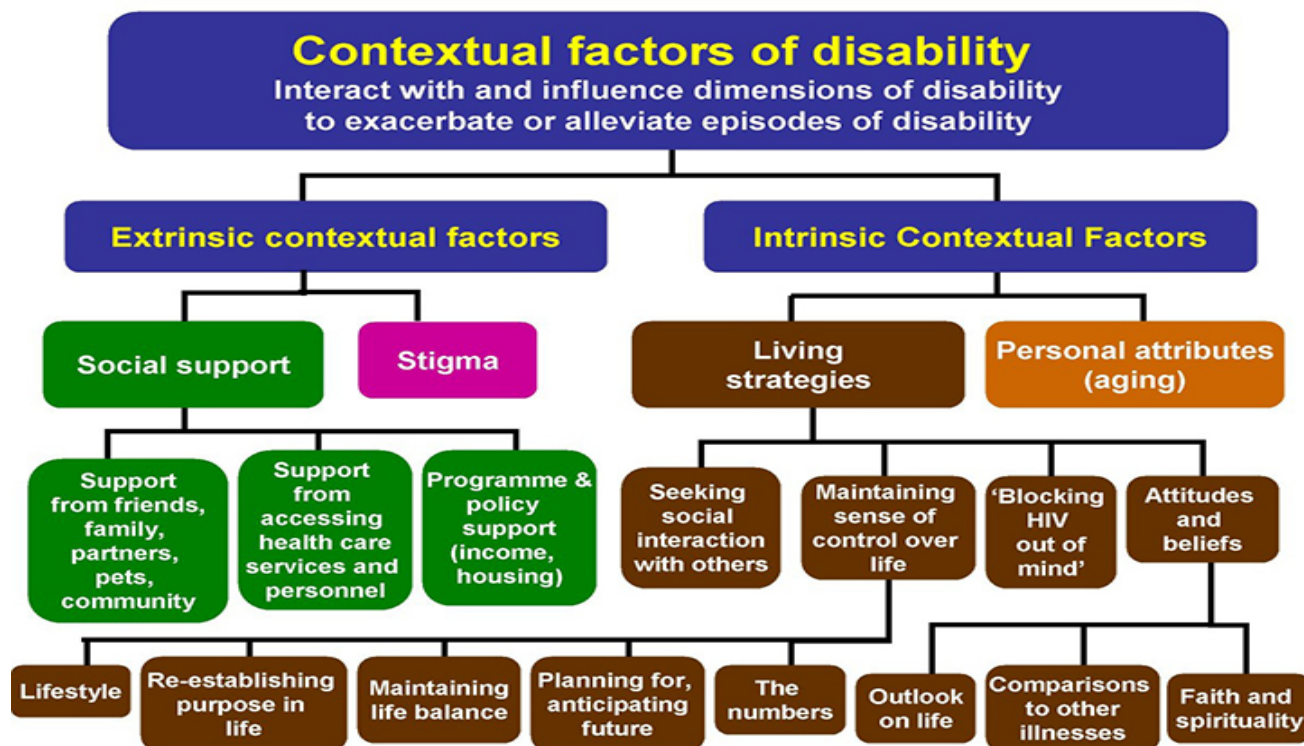 Contextual factors of disability
Interact with and influence dimensions of disability
to exacerbate or alleviate episodes of disability
Extrinsic contextual factors
Intrinsic Contextual Factors
Social support
Stigma
Living
strategies
Personal attributes
(aging)
Support
from friends,
family,
partners,
pets,
community
Support
from
accessing
health care
services and
personnel
Programme &
policy
support
(income,
housing)
Seeking
social
interaction
with others
Maintaining
sense of
control over
life
‘Blocking
HIV
out of
mind’
Attitudes
and
beliefs
Lifestyle
Re-establishing
purpose in
life
Maintaining
life balance
Planning for,
anticipating
future
The
numbers
Outlook
on life
Comparisons
to other
illnesses
Faith and
spirituality